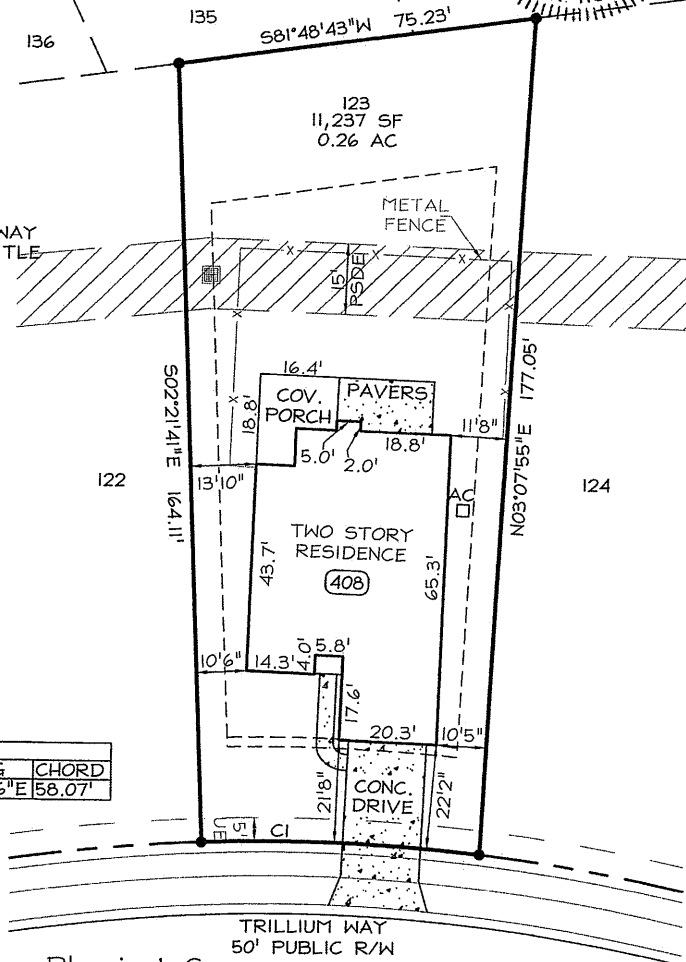 135
136
S81°48'43"W 75.23'
123
11,237 SF
0.26 AC
METAL
FENCE
WAY
TLE
15'
PSDE
X
X
X
X
X
X
X
16.4'
COV.
PORCH
PAVERS
18.8'
5.0'
2.0'
18.8'
11'8"
S02°21'41"E 164.11'
N03°07'55"E 177.05'
122
124
13'10"
AC
TWO STORY
RESIDENCE
408
43.7'
65.3'
10'6"
14.3'
4.0'
5.8'
17.6'
20.3'
10'5"
CHORD
"E 58.07'
21'8"
CONC.
DRIVE
22'2"
UE
5'
C1
TRILLIUM WAY
50' PUBLIC R/W